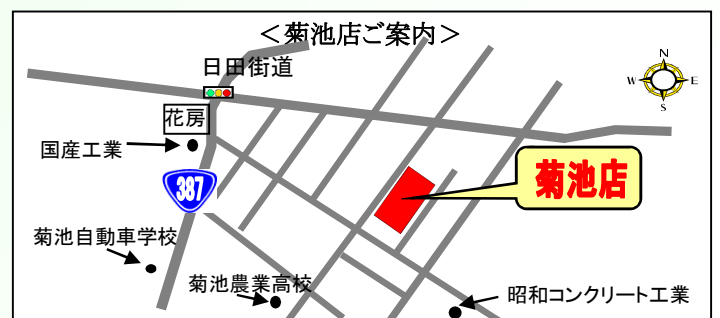 <菊池店ご案内>
日田街道
N
W E
S
花房
国産工業
387
菊池店
菊池自動車学校
菊池農業高校
昭和コンクリート工業